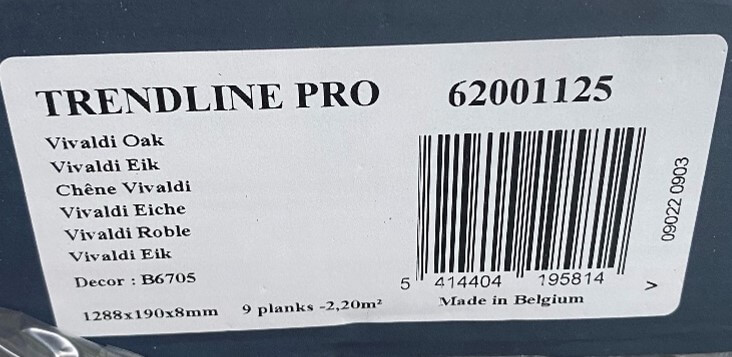 TRENDLINE PRO 62001125
Vivaldi Oak
Vivaldi Eik
Chêne Vivaldi
Vivaldi Eiche
Vivaldi Roble
Vivaldi Eik
Decor : B6705
1288x190x8mm 9 planks -2,20m²
5 414404 195814 >
Made in Belgium
09022 0903